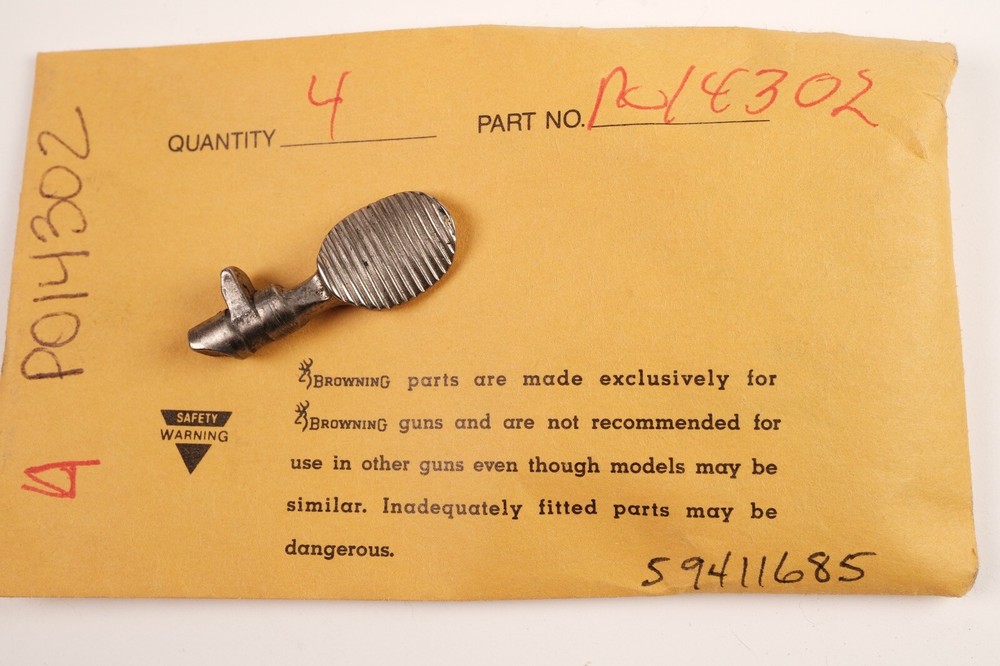 QUANTITY 4 PART NO. P014302
P014302
4
SAFETY
WARNING
BROWNING parts are made exclusively for
BROWNING guns and are not recommended for
use in other guns even though models may be
similar. Inadequately fitted parts may be
dangerous.
59411685